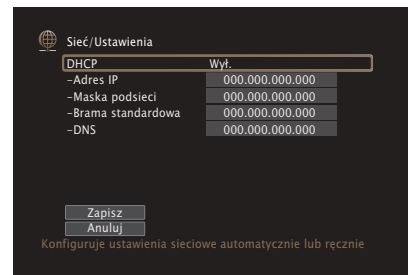 Sieć/Ustawienia
DHCP Wył.
-Adres IP 000.000.000.000
-Maska podsieci 000.000.000.000
-Brama standardowa 000.000.000.000
-DNS 000.000.000.000
Zapisz
Anuluj
Konfiguruje ustawienia sieciowe automatycznie lub ręcznie